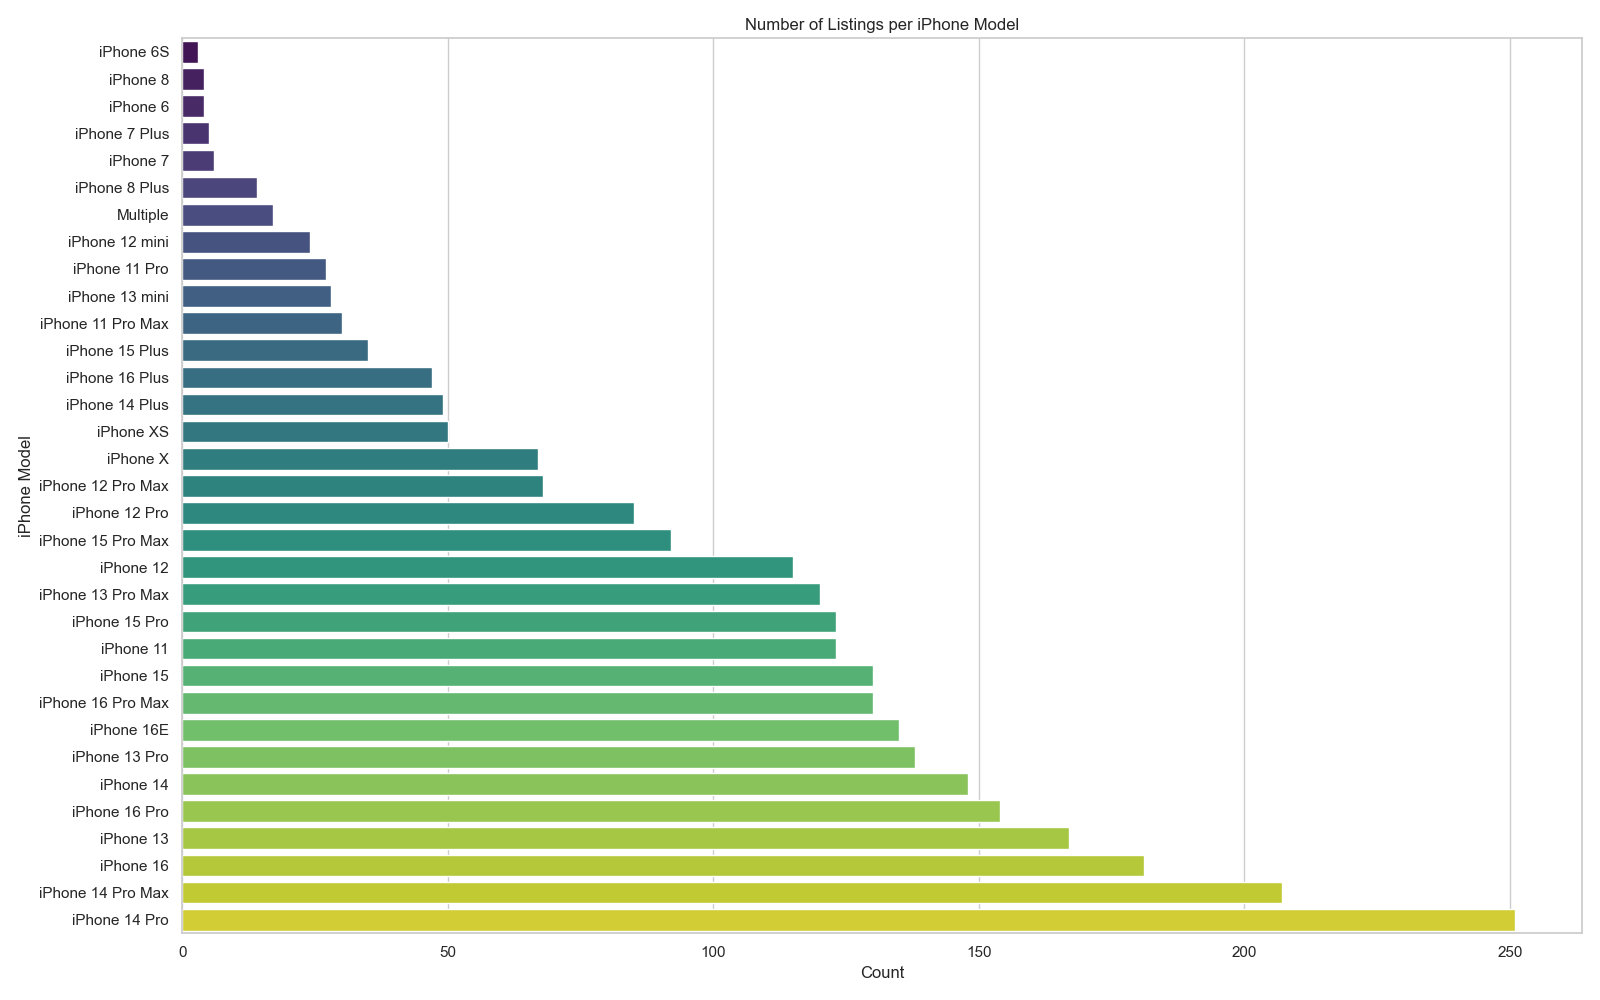 Number of Listings per iPhone Model
iPhone Model
iPhone 6S
iPhone 8
iPhone 6
iPhone 7 Plus
iPhone 7
iPhone 8 Plus
Multiple
iPhone 12 mini
iPhone 11 Pro
iPhone 13 mini
iPhone 11 Pro Max
iPhone 15 Plus
iPhone 16 Plus
iPhone 14 Plus
iPhone XS
iPhone X
iPhone 12 Pro Max
iPhone 12 Pro
iPhone 15 Pro Max
iPhone 12
iPhone 13 Pro Max
iPhone 15 Pro
iPhone 11
iPhone 15
iPhone 16 Pro Max
iPhone 16E
iPhone 13 Pro
iPhone 14
iPhone 16 Pro
iPhone 13
iPhone 16
iPhone 14 Pro Max
iPhone 14 Pro
0 50 100 150 200 250
Count